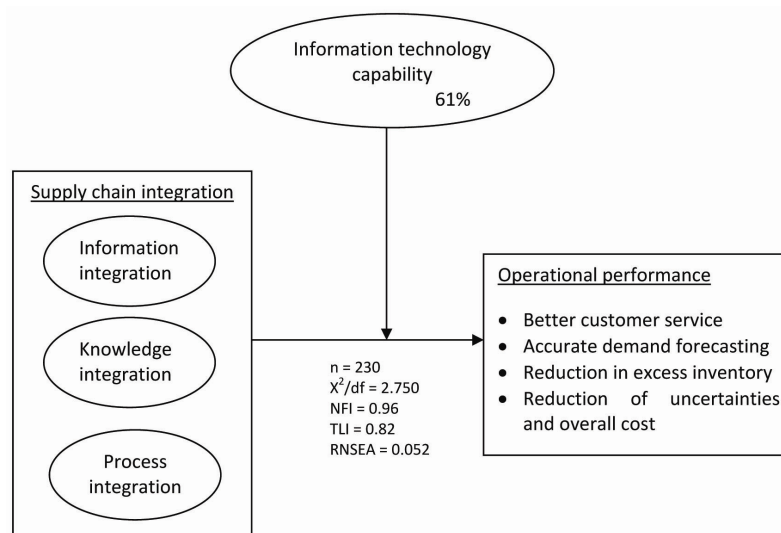 Information technology
capability
61%
Supply chain integration
Information
integration
Knowledge
integration
Process
integration
n = 230
X²/df = 2.750
NFI = 0.96
TLI = 0.82
RNSEA = 0.052
Operational performance
● Better customer service
● Accurate demand forecasting
● Reduction in excess inventory
● Reduction of uncertainties
and overall cost